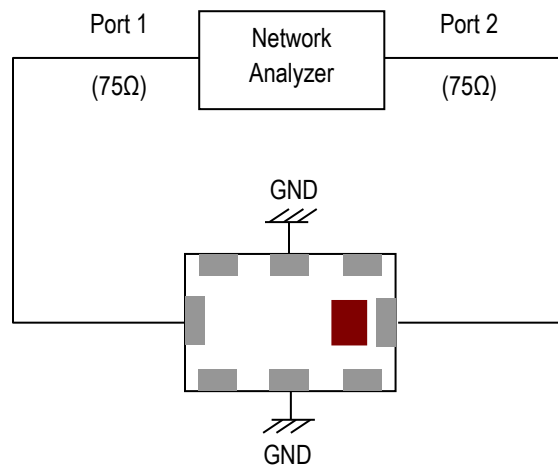 Port 1
Network
Analyzer
Port 2
(75Ω)
(75Ω)
GND
GND